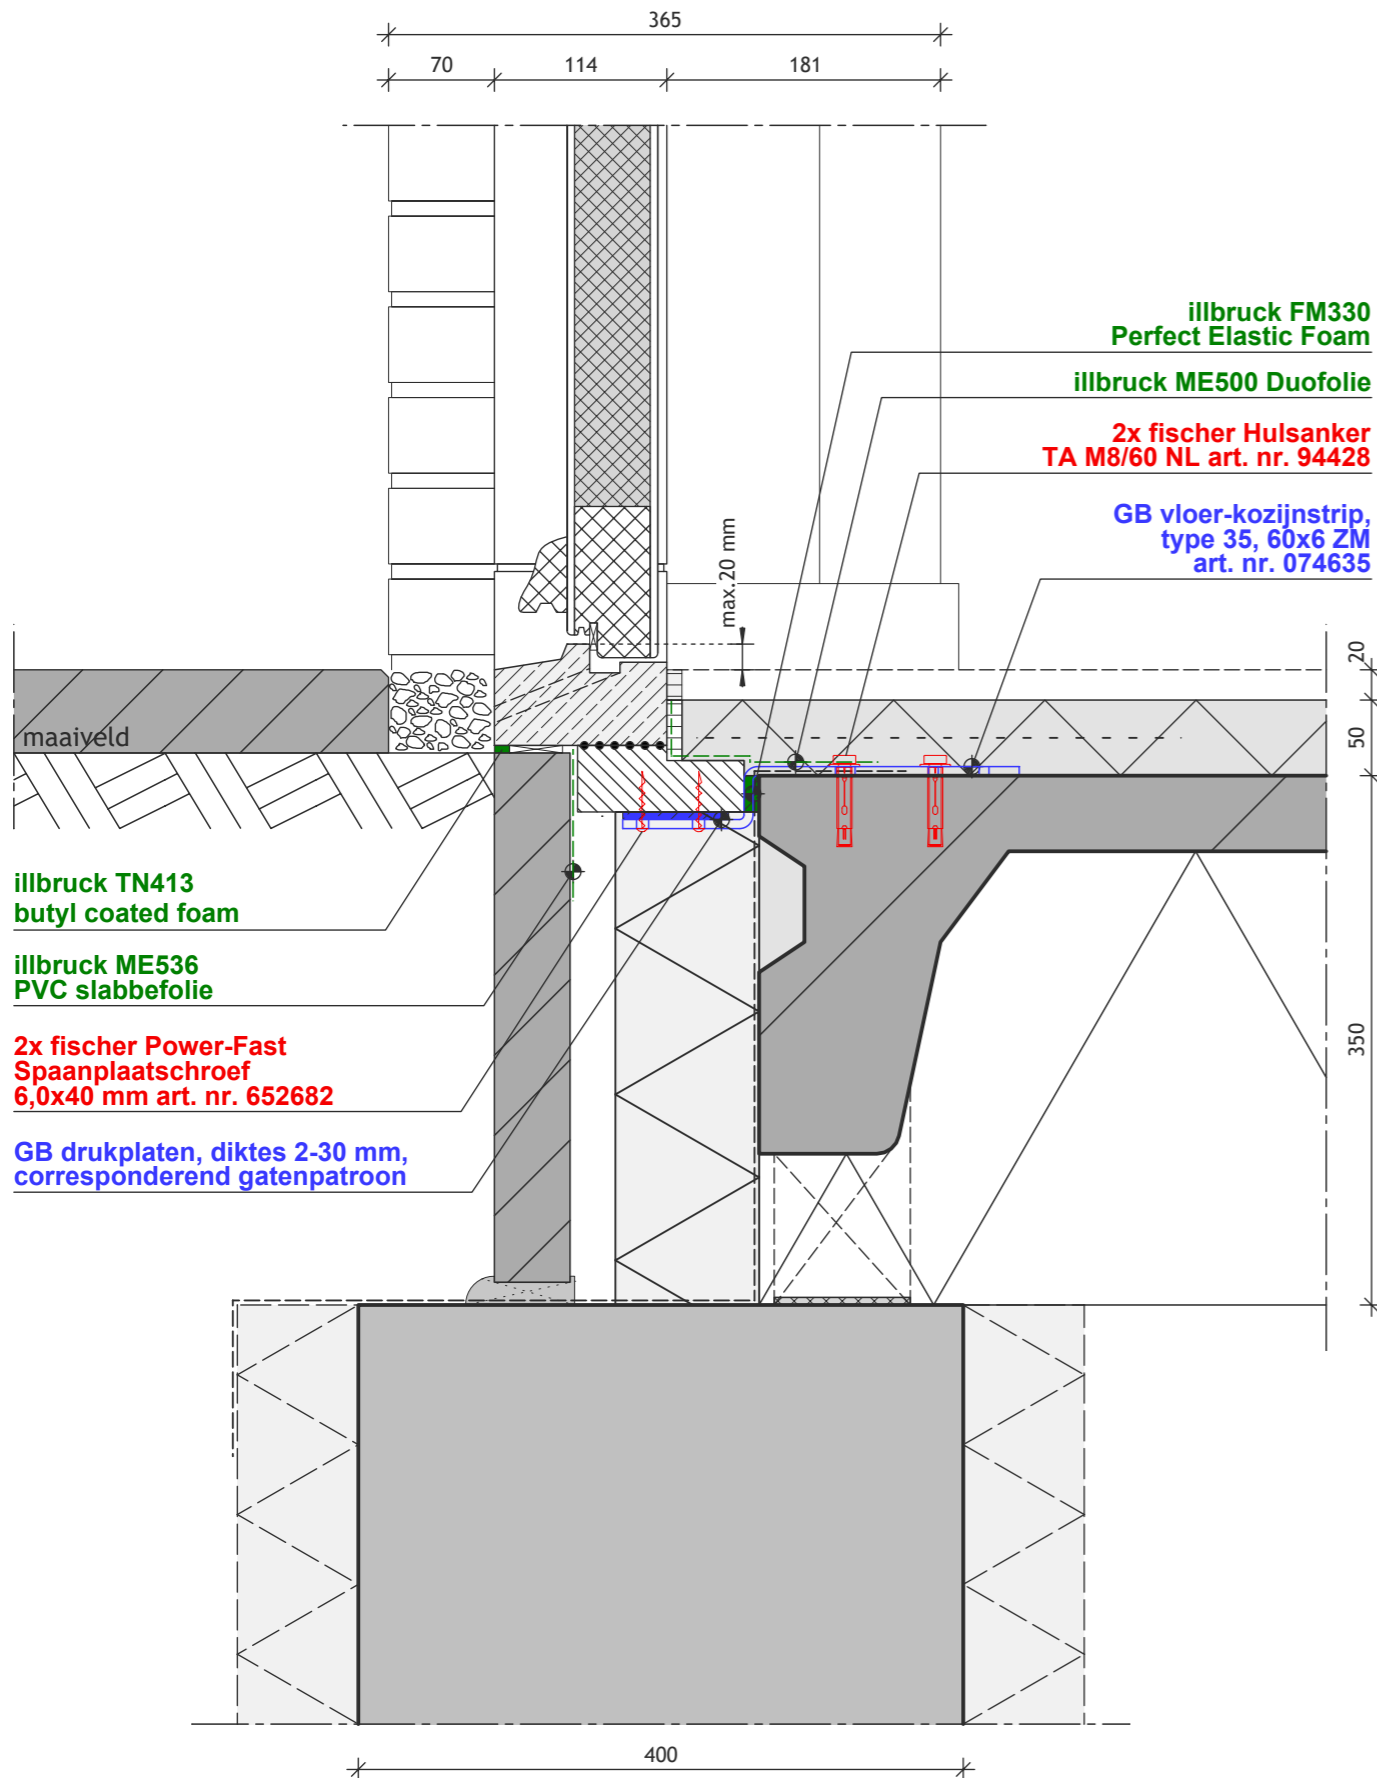 365
70
114
181
illbruck FM330
Perfect Elastic Foam
illbruck ME500 Duofolie
2x fischer Hulsanker
TA M8/60 NL art. nr. 94428
GB vloer-kozijnstrip,
type 35, 60x6 ZM
art. nr. 074635
max.20 mm
20
50
350
maaiveld
illbruck TN413
butyl coated foam
illbruck ME536
PVC slabbefolie
2x fischer Power-Fast
Spaanplaatschroef
6,0x40 mm art. nr. 652682
GB drukplaten, diktes 2-30 mm,
corresponderend gatenpatroon
400